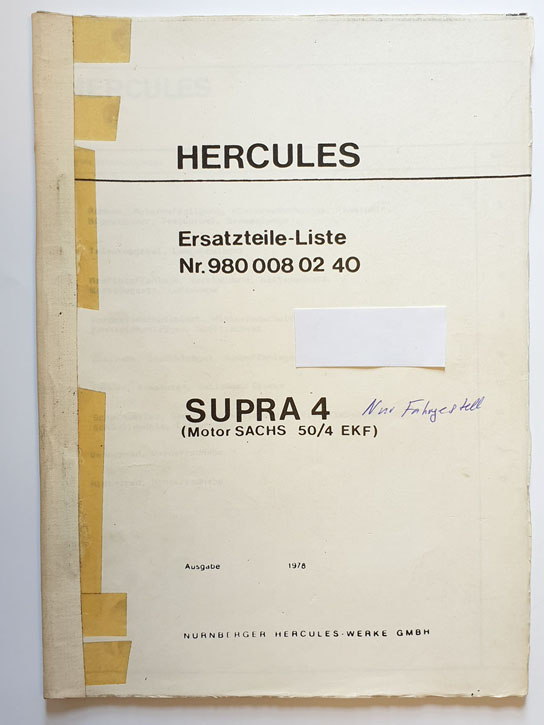 HERCULES
Ersatzteile-Liste
Nr. 980 008 02 40
SUPRA 4 Nur Fahrgestell
(Motor SACHS 50/4 EKF)
Ausgabe 1978
NÜRNBERGER HERCULES-WERKE GMBH